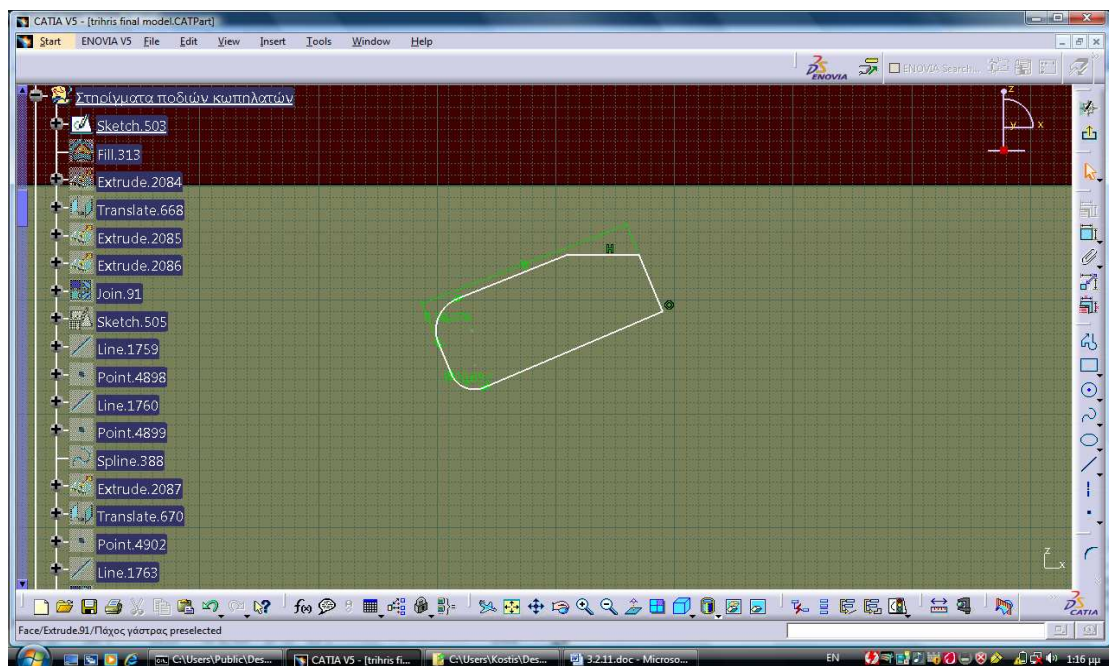 CATIA V5 - [trihris final model.CATPart]
Start ENOVIA V5 File Edit View Insert Tools Window Help
ENOVIA
ENOVIA Search...
Στηρίγματα ποδιών κωπηλατών
Sketch.503
Fill.313
Extrude.2084
Translate.668
Extrude.2085
Extrude.2086
Join.91
Sketch.505
Line.1759
Point.4898
Line.1760
Point.4899
Spline.388
Extrude.2087
Translate.670
Point.4902
Line.1763
z
y x
H
z
x
f(x)
CATIA
Face/Extrude.91/Πάχος γάστρας preselected
C:\Users\Public\Des...
CATIA V5 - [trihris fi...
C:\Users\Kostis\Des...
3.2.11.doc - Microso...
EN
1:16 μμ